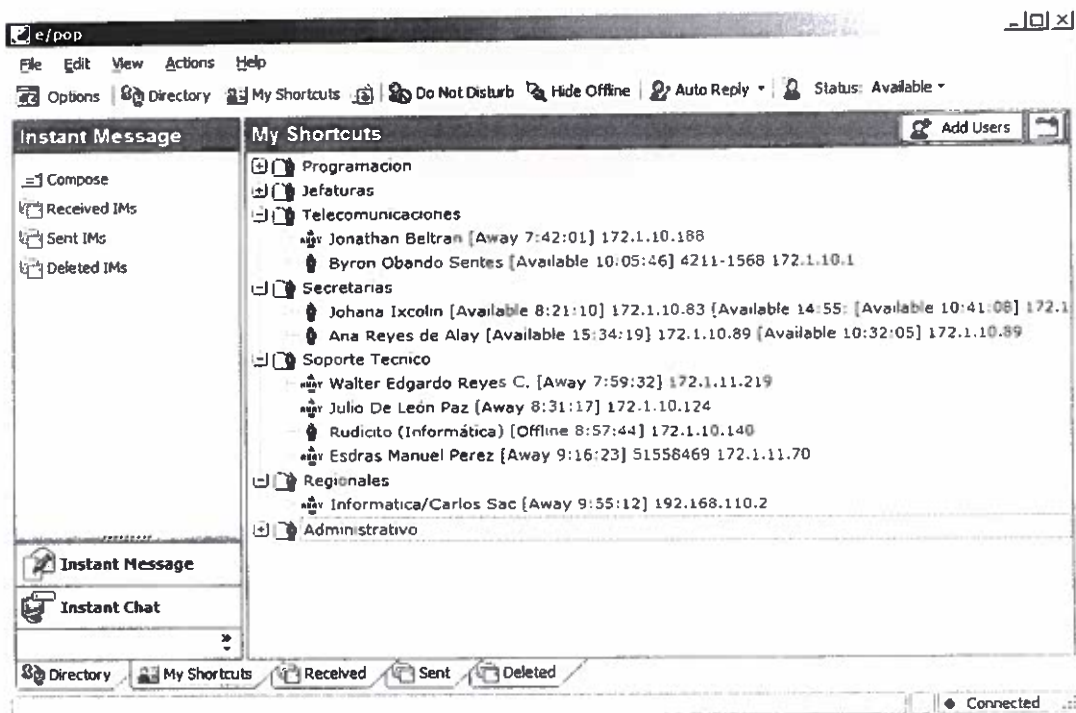 e/pop
File Edit View Actions Help
Options Directory My Shortcuts Do Not Disturb Hide Offline Auto Reply Status: Available
Instant Message
My Shortcuts
Add Users
Compose
Received IMs
Sent IMs
Deleted IMs
Programacion
Jefaturas
Telecomunicaciones
AWAY Jonathan Beltran [Away 7:42:01] 172.1.10.188
Byron Obando Sentes [Available 10:05:46] 4211-1568 172.1.10.1
Secretarias
Johana Ixcolin [Available 8:21:10] 172.1.10.83 [Available 14:55: [Available 10:41:08] 172.1
Ana Reyes de Alay [Available 15:34:19] 172.1.10.89 [Available 10:32:05] 172.1.10.89
Soporte Tecnico
AWAY Walter Edgardo Reyes C. [Away 7:59:32] 172.1.11.219
AWAY Julio De León Paz [Away 8:31:17] 172.1.10.124
Rudicito (Informática) [Offline 8:57:44] 172.1.10.140
AWAY Esdras Manuel Perez [Away 9:16:23] 51558469 172.1.11.70
Regionales
AWAY Informatica/Carlos Sac [Away 9:55:12] 192.168.110.2
Administrativo
Instant Message
Instant Chat
Directory My Shortcuts Received Sent Deleted
Connected